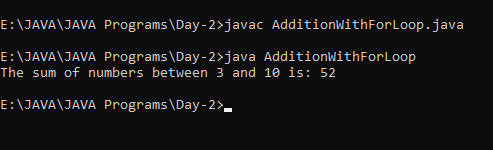 E:\JAVA\JAVA Programs\Day-2>javac AdditionWithForLoop.java
E:\JAVA\JAVA Programs\Day-2>java AdditionWithForLoop
The sum of numbers between 3 and 10 is: 52
E:\JAVA\JAVA Programs\Day-2>